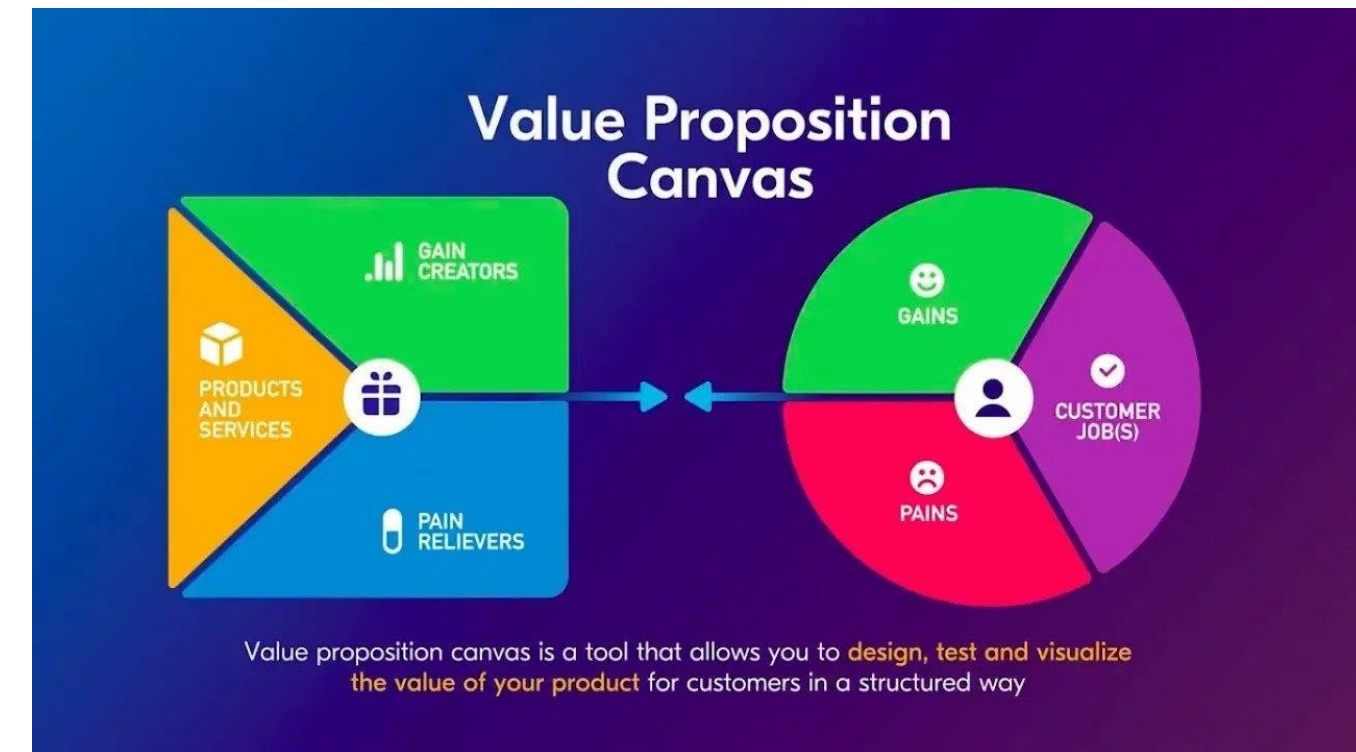 Value Proposition
Canvas
GAIN
CREATORS
PRODUCTS
AND
SERVICES
PAIN
RELIEVERS
GAINS
CUSTOMER
JOB(S)
PAINS
Value proposition canvas is a tool that allows you to design, test and visualize
the value of your product for customers in a structured way